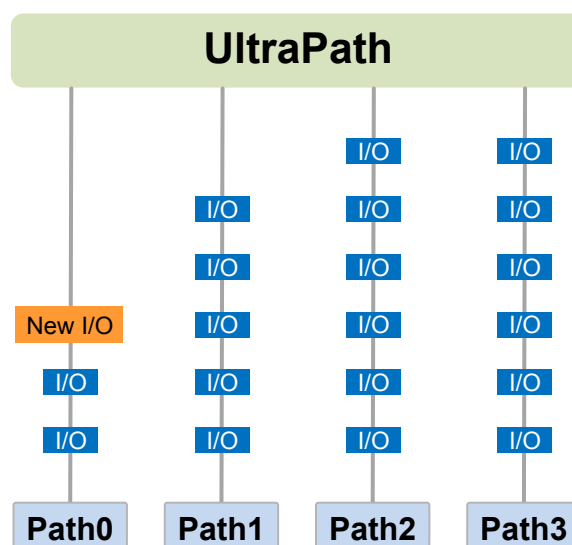 UltraPath
I/O I/O
I/O I/O I/O
I/O I/O I/O
New I/O I/O I/O I/O
I/O I/O I/O I/O
I/O I/O I/O I/O
Path0 Path1 Path2 Path3